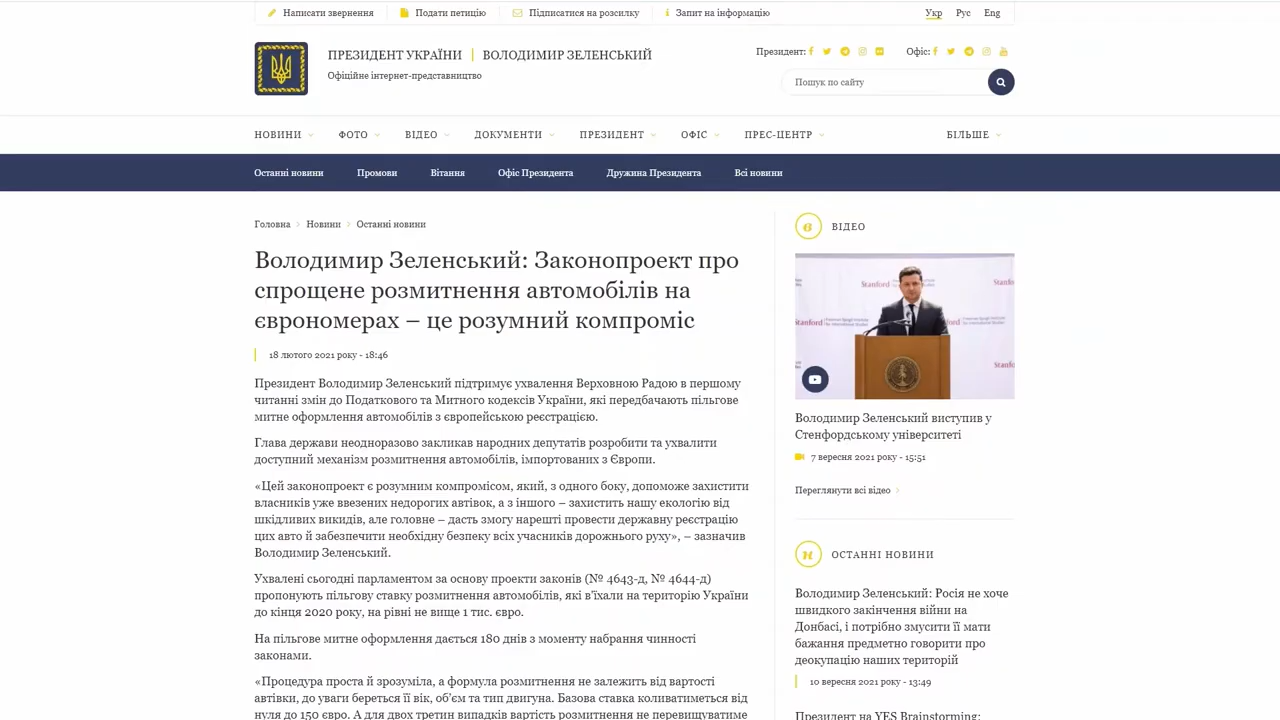 Написати звернення
Подати петицію
Підписатися на розсилку
Запит на інформацію
Укр Рус Eng
ПРЕЗИДЕНТ УКРАЇНИ | ВОЛОДИМИР ЗЕЛЕНСЬКИЙ
Офіційне інтернет-представництво
Президент:
Офіс:
Пошук по сайту
НОВИНИ ФОТО ВІДЕО ДОКУМЕНТИ ПРЕЗИДЕНТ ОФІС ПРЕС-ЦЕНТР БІЛЬШЕ
Останні новини Промови Вітання Офіс Президента Дружина Президента Всі новини
Головна > Новини > Останні новини
Володимир Зеленський: Законопроект про
спрощене розмитнення автомобілів на
єврономерах – це розумний компроміс
18 лютого 2021 року - 18:46
Президент Володимир Зеленський підтримує ухвалення Верховною Радою в першому
читанні змін до Податкового та Митного кодексів України, які передбачають пільгове
митне оформлення автомобілів з європейською реєстрацією.
Глава держави неодноразово закликав народних депутатів розробити та ухвалити
доступний механізм розмитнення автомобілів, імпортованих з Європи.
«Цей законопроект є розумним компромісом, який, з одного боку, допоможе захистити
власників уже ввезених недорогих автівок, а з іншого – захистить нашу екологію від
шкідливих викидів, але головне – дасть змогу нарешті провести державну реєстрацію
цих авто й забезпечити необхідну безпеку всіх учасників дорожнього руху», – зазначив
Володимир Зеленський.
Ухвалені сьогодні парламентом за основу проекти законів (№ 4643-д, № 4644-д)
пропонують пільгову ставку розмитнення автомобілів, які в'їхали на територію України
до кінця 2020 року, на рівні не вище 1 тис. євро.
На пільгове митне оформлення дається 180 днів з моменту набрання чинності
законами.
«Процедура проста й зрозуміла, а формула розмитнення не залежить від вартості
автівки, до уваги береться її вік, об'єм та тип двигуна. Базова ставка коливатиметься від
нуля до 150 євро. А для двох третин випадків вартість розмитнення не перевищуватиме
в ВІДЕО
Stanford
Stanford
Володимир Зеленський виступив у
Стенфордському університеті
7 вересня 2021 року - 15:51
Переглянути всі відео >
н ОСТАННІ НОВИНИ
Володимир Зеленський: Росія не хоче
швидкого закінчення війни на
Донбасі, і потрібно змусити її мати
бажання предметно говорити про
деокупацію наших територій
10 вересня 2021 року - 13:49
Президент на YES Brainstorming: